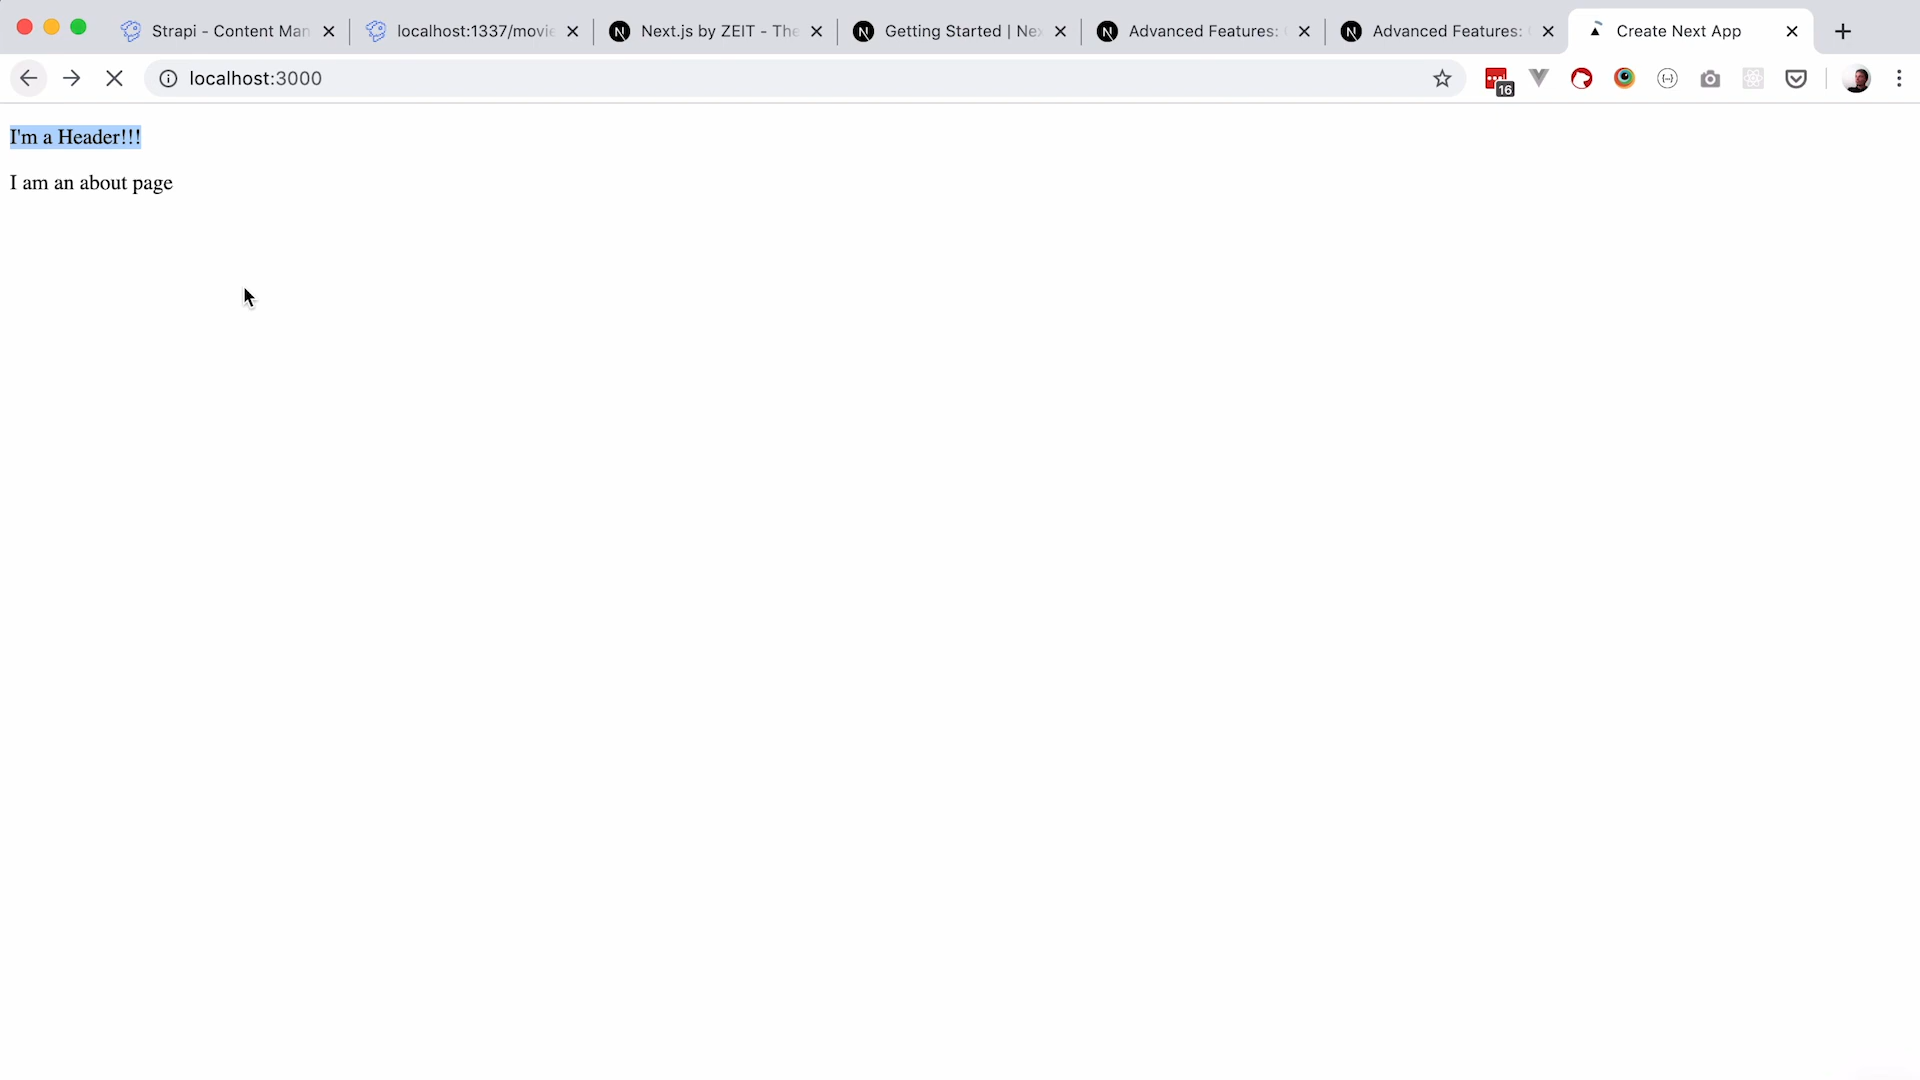 Strapi - Content Man
localhost:1337/movie
Next.js by ZEIT - The
Getting Started | Nex
Advanced Features:
Advanced Features:
Create Next App
localhost:3000
16
I'm a Header!!!
I am an about page